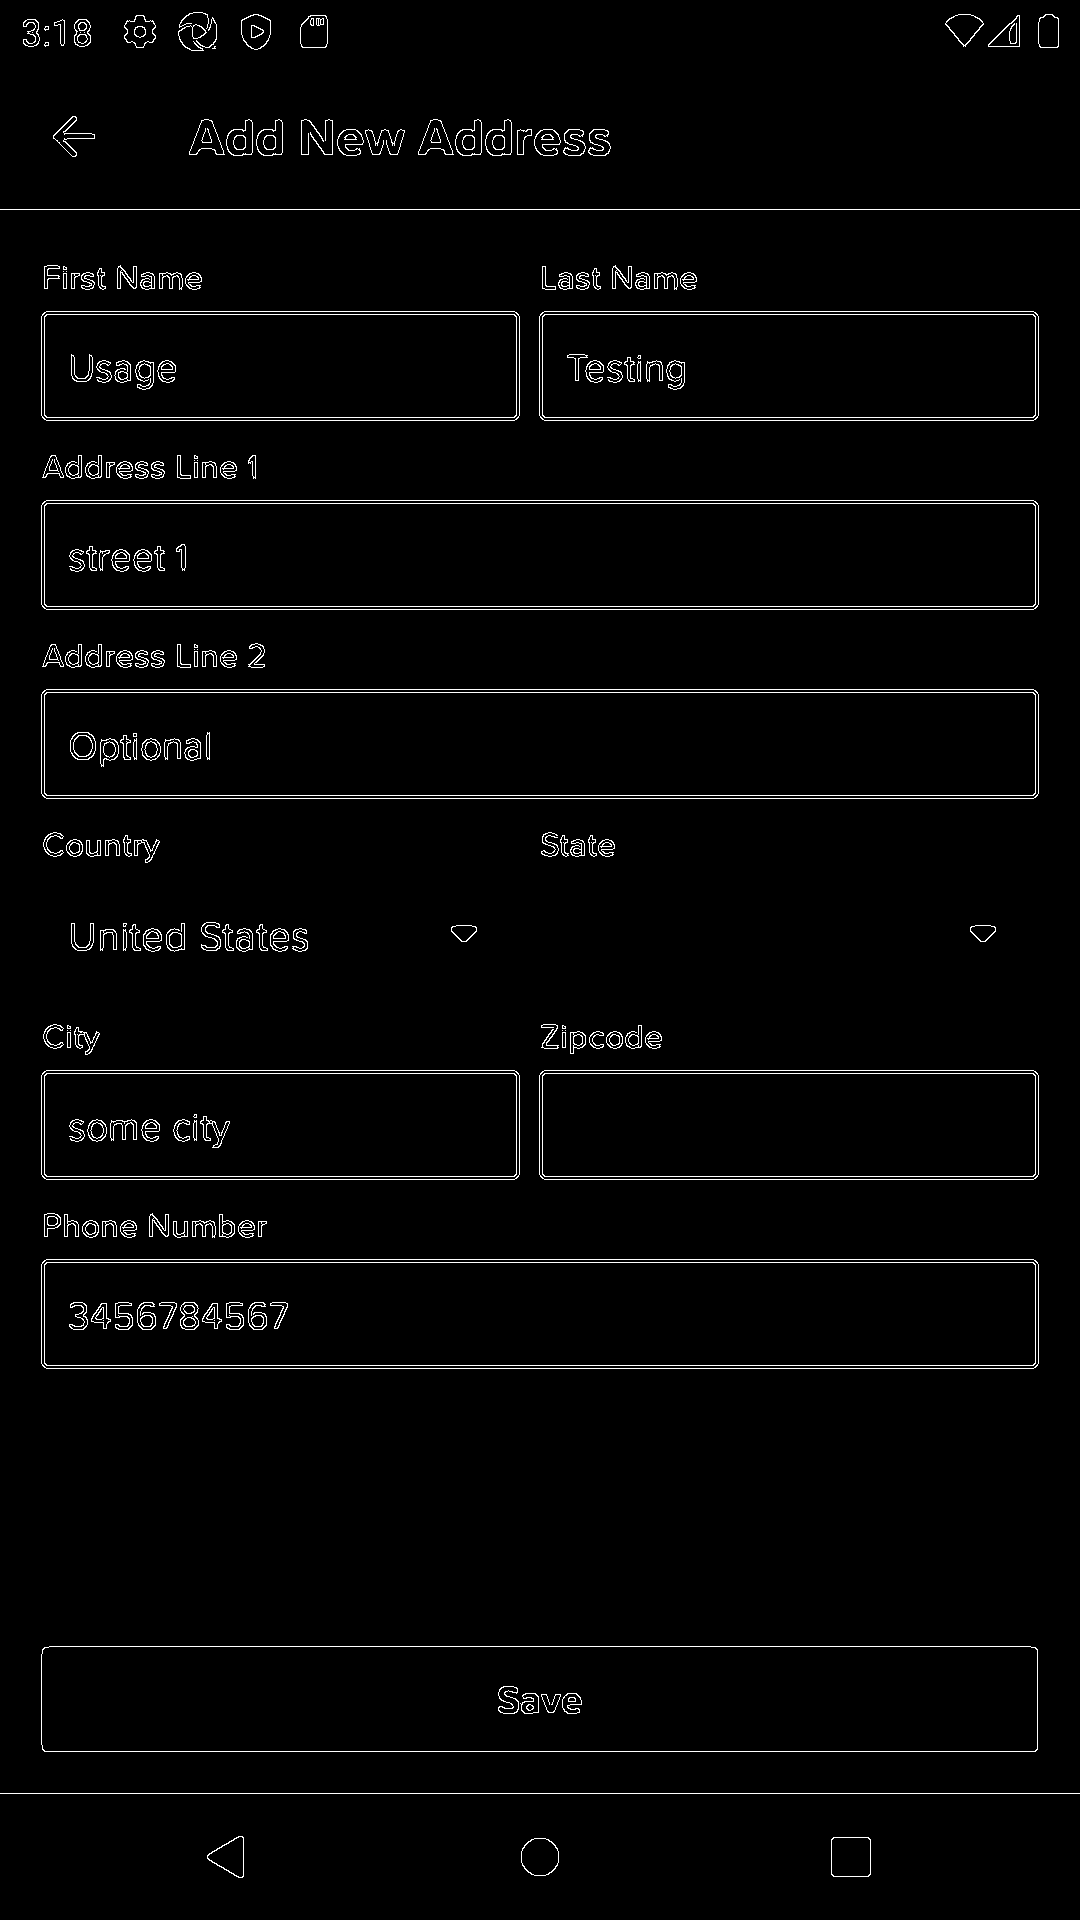 3:18
Add New Address
First Name
Last Name
Usage
Testing
Address Line 1
street 1
Address Line 2
Optional
Country
State
United States
City
Zipcode
some city
Phone Number
3456784567
Save